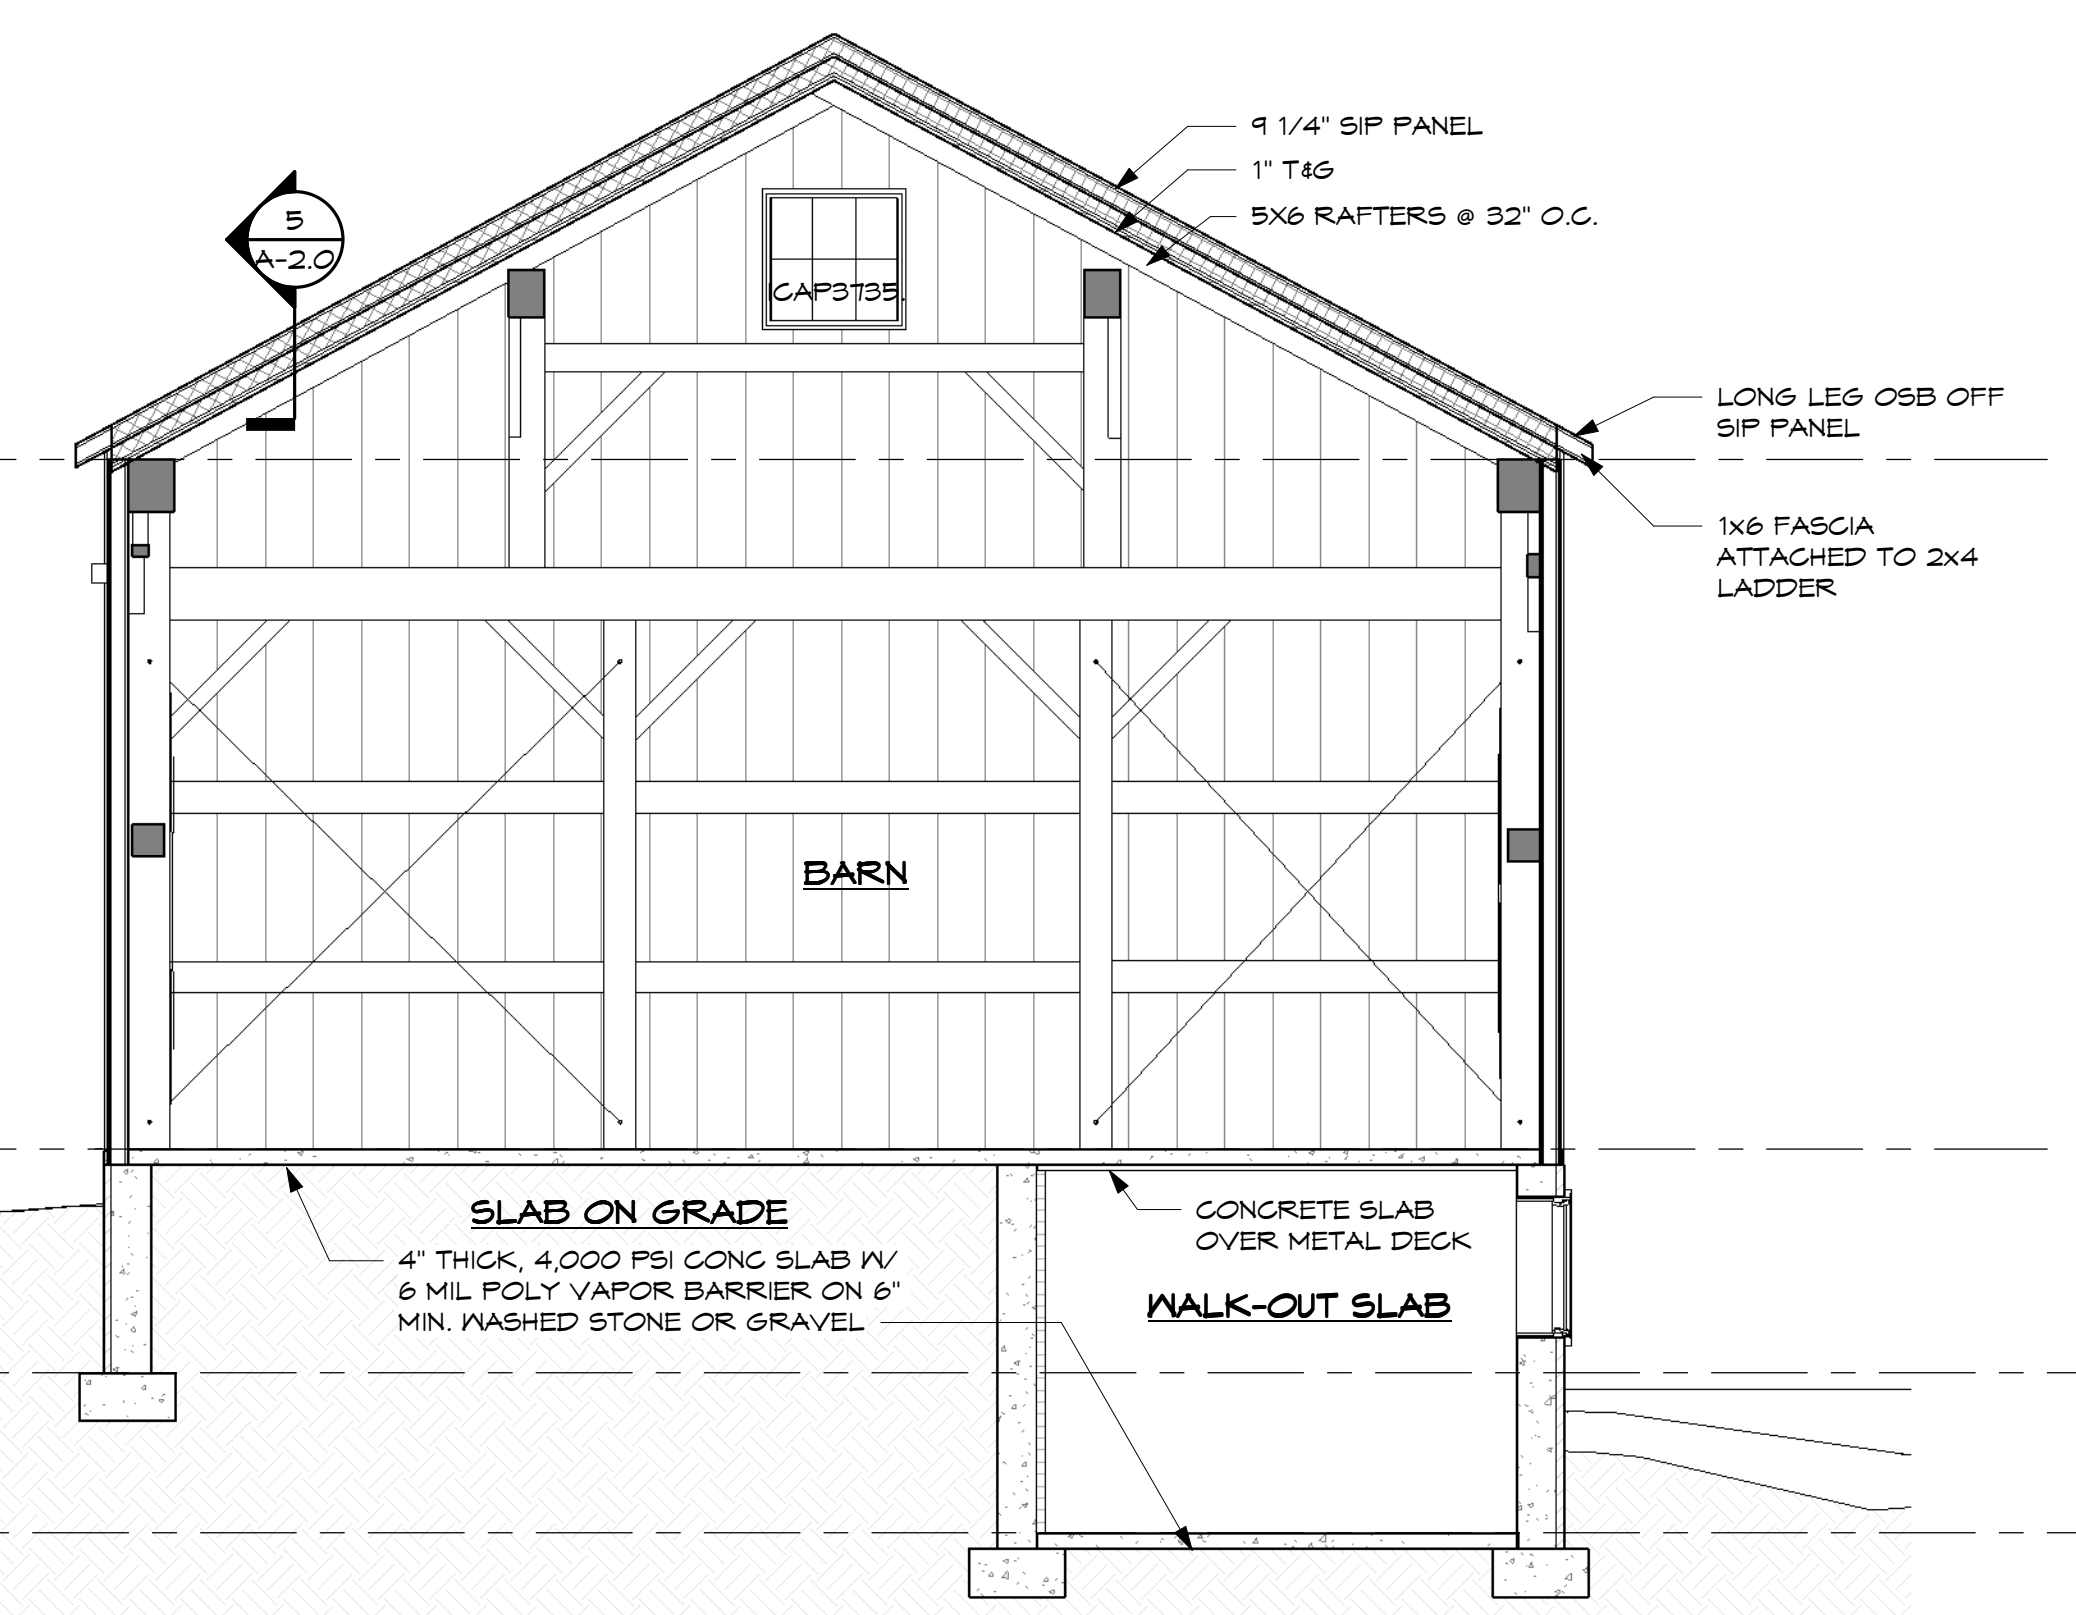 9 1/4" SIP PANEL
1" T&G
5X6 RAFTERS @ 32" O.C.
5
A-2.0
CAP3735.
LONG LEG OSB OFF
SIP PANEL
1x6 FASCIA
ATTACHED TO 2x4
LADDER
BARN
SLAB ON GRADE
4" THICK, 4,000 PSI CONC SLAB W/
6 MIL POLY VAPOR BARRIER ON 6"
MIN. WASHED STONE OR GRAVEL
CONCRETE SLAB
OVER METAL DECK
WALK-OUT SLAB